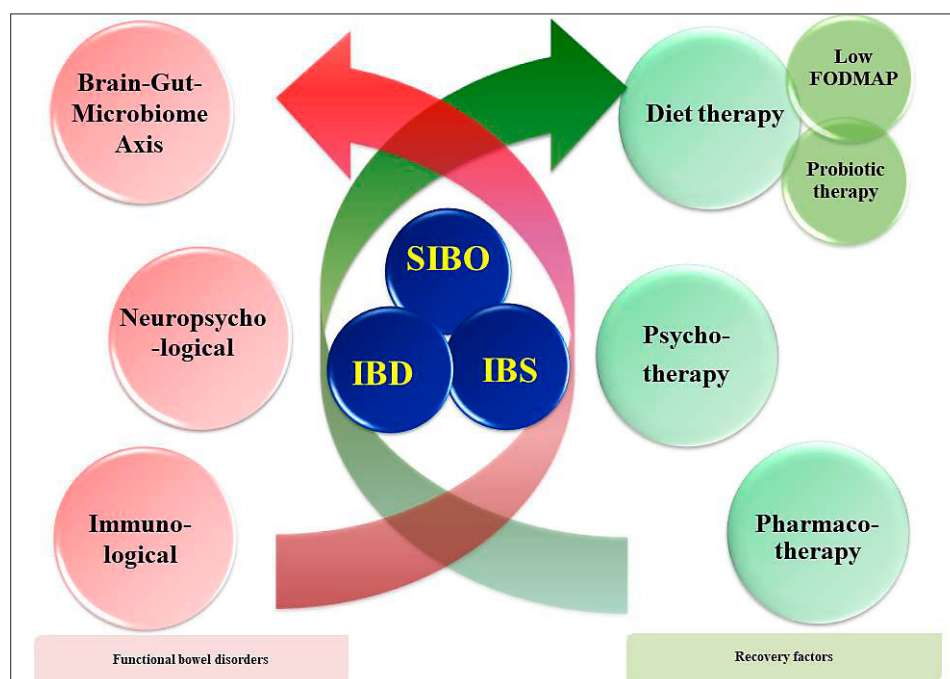 Brain-Gut-
Microbiome
Axis
Neuropsycho
-logical
Immuno-
logical
Functional bowel disorders
SIBO
IBD
IBS
Diet therapy
Low
FODMAP
Probiotic
therapy
Psycho-
therapy
Pharmaco-
therapy
Recovery factors